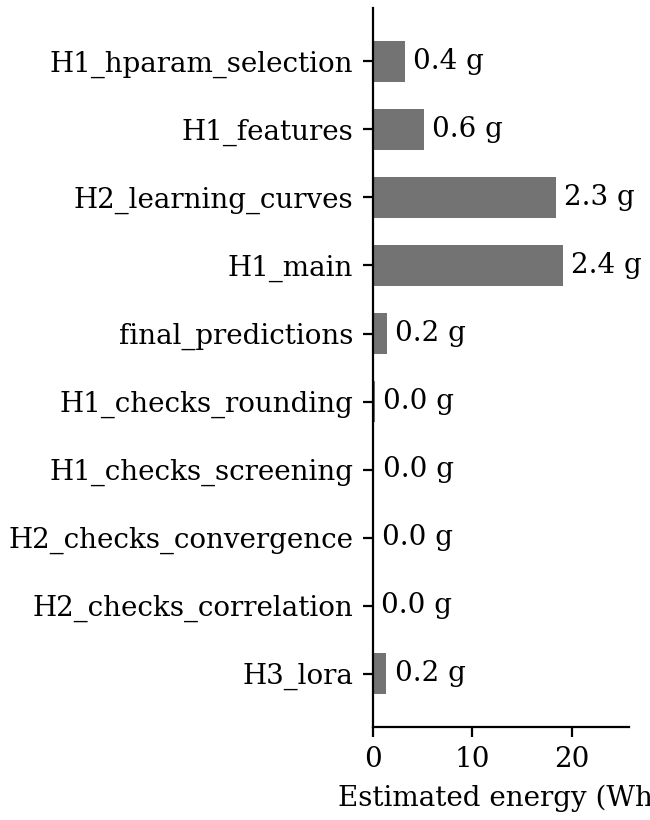 H1_hparam_selection 0.4 g
H1_features 0.6 g
H2_learning_curves 2.3 g
H1_main 2.4 g
final_predictions 0.2 g
H1_checks_rounding 0.0 g
H1_checks_screening 0.0 g
H2_checks_convergence 0.0 g
H2_checks_correlation 0.0 g
H3_lora 0.2 g
0 10 20
Estimated energy (Wh